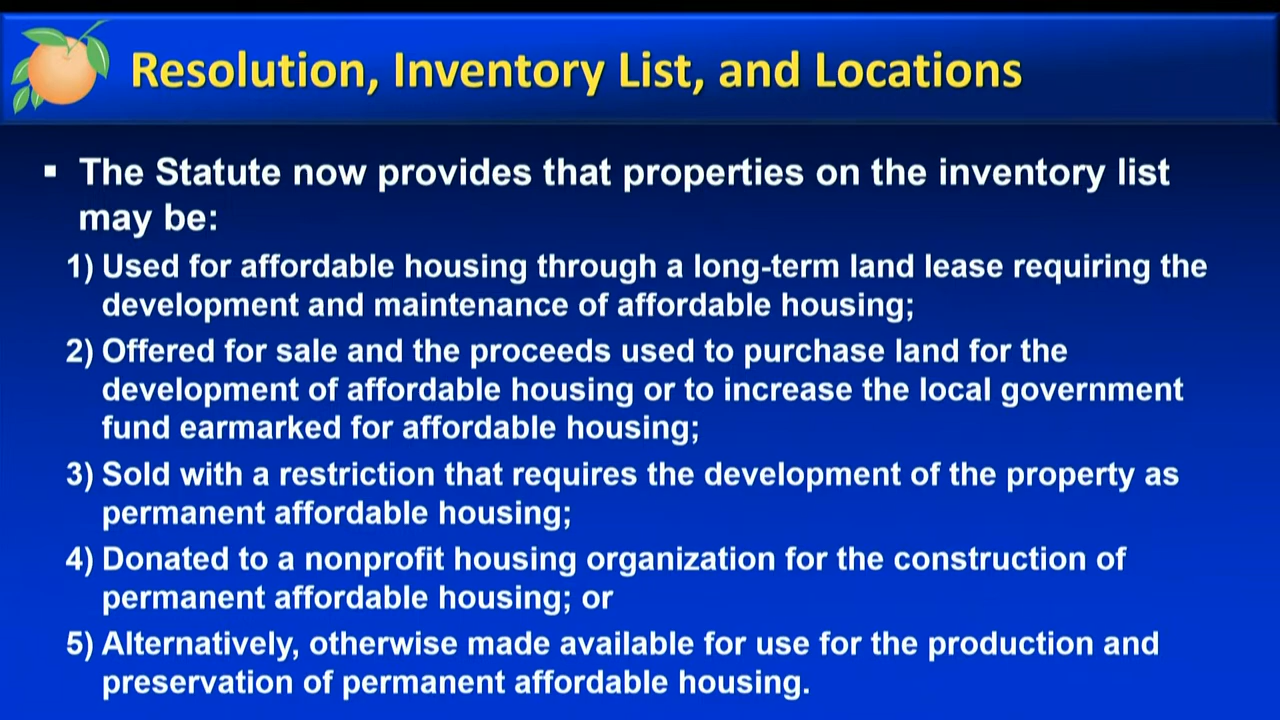 Resolution, Inventory List, and Locations
▪ The Statute now provides that properties on the inventory list
may be:
1) Used for affordable housing through a long-term land lease requiring the
development and maintenance of affordable housing;
2) Offered for sale and the proceeds used to purchase land for the
development of affordable housing or to increase the local government
fund earmarked for affordable housing;
3) Sold with a restriction that requires the development of the property as
permanent affordable housing;
4) Donated to a nonprofit housing organization for the construction of
permanent affordable housing; or
5) Alternatively, otherwise made available for use for the production and
preservation of permanent affordable housing.